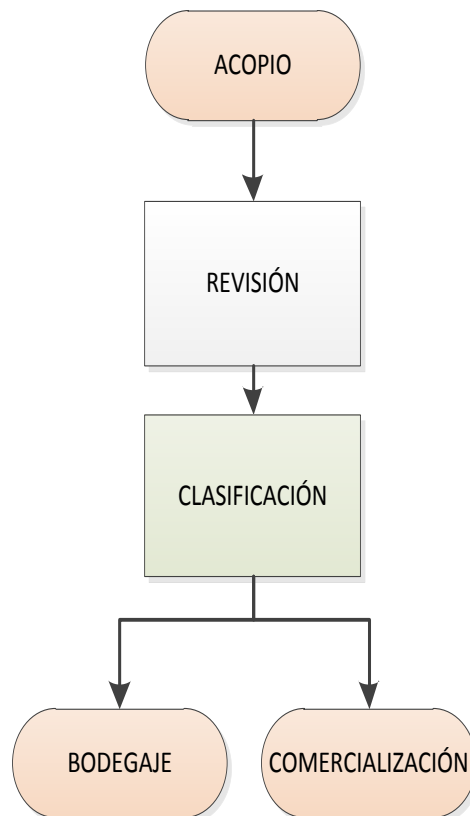 ACOPIO
REVISIÓN
CLASIFICACIÓN
BODEGAJE
COMERCIALIZACIÓN